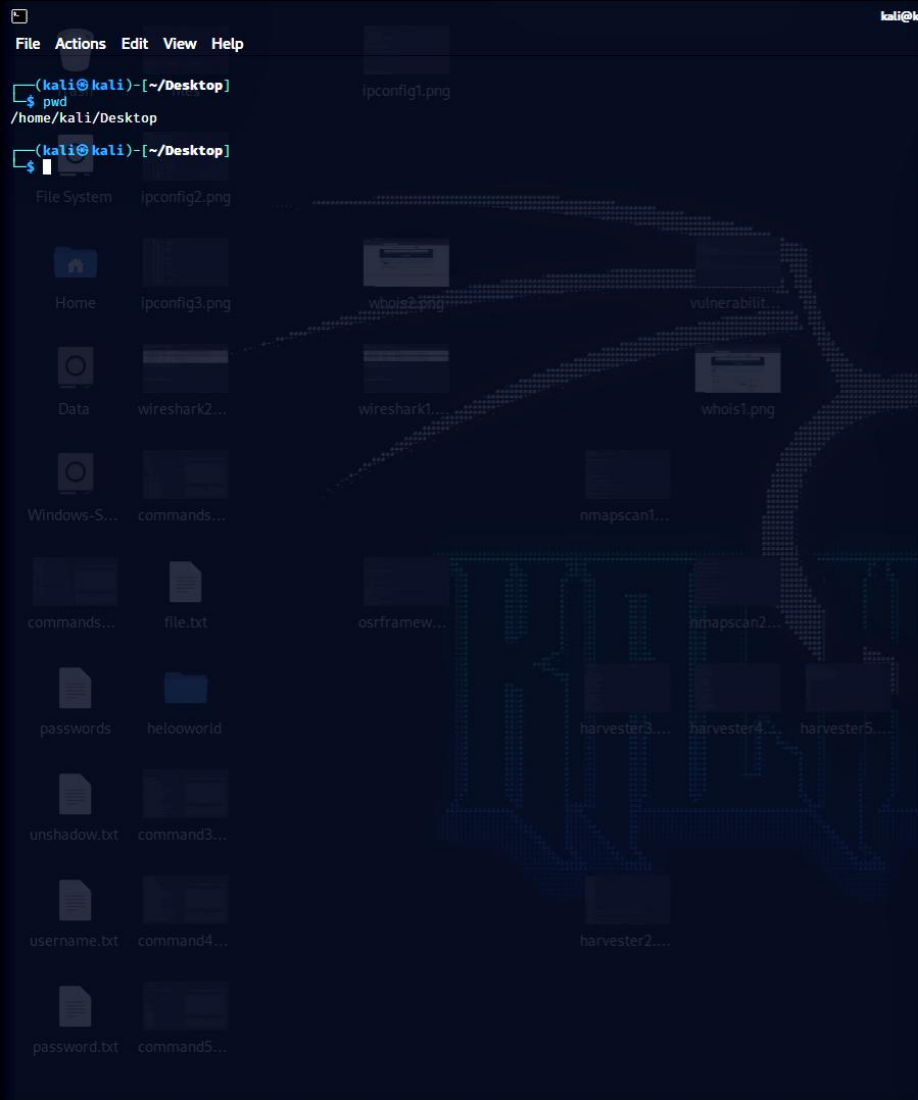 kali@k
File Actions Edit View Help
┌──(kali㉿kali)-[~/Desktop]
└─$ pwd
/home/kali/Desktop
┌──(kali㉿kali)-[~/Desktop]
└─$
ipconfig1.png
File System ipconfig2.png
Home ipconfig3.png whois2.png vulnerabilit...
Data wireshark2... wireshark1.... whois1.png
Windows-S... commands... nmapscan1...
commands... file.txt osrframew... nmapscan2...
passwords helooworld harvester3.... harvester4.... harvester5....
unshadow.txt command3...
username.txt command4... harvester2....
password.txt command5...